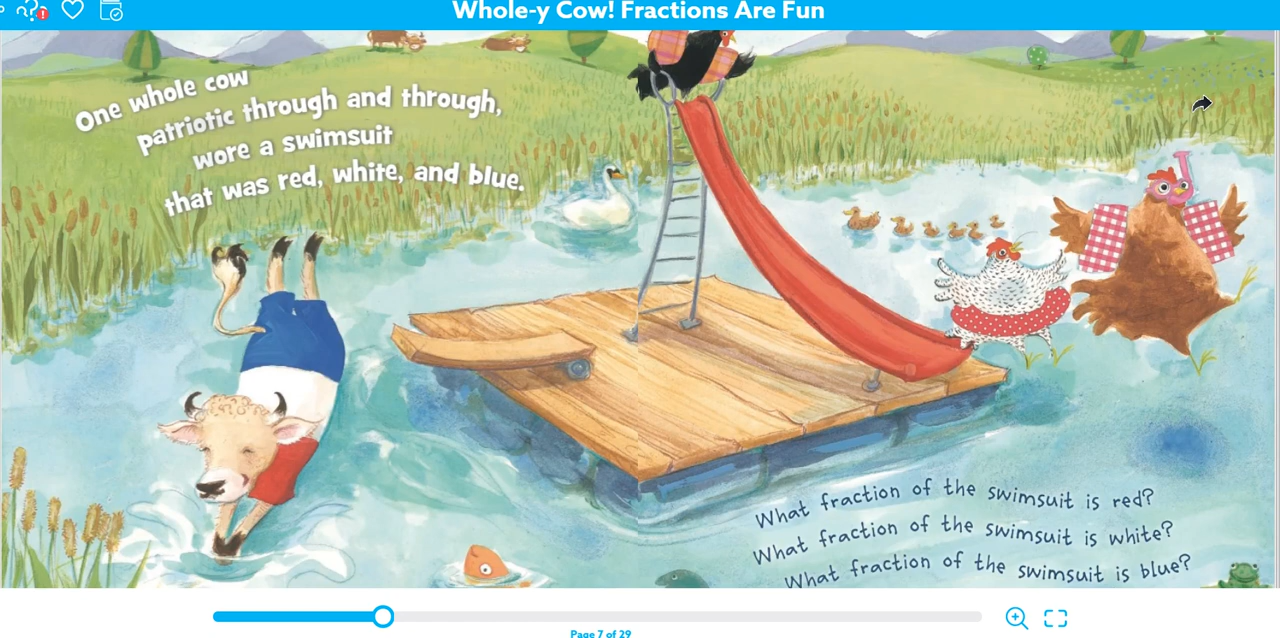 Whole-y Cow! Fractions Are Fun
One whole cow
patriotic through and through,
wore a swimsuit
that was red, white, and blue.
What fraction of the swimsuit is red?
What fraction of the swimsuit is white?
What fraction of the swimsuit is blue?
Page 7 of 29